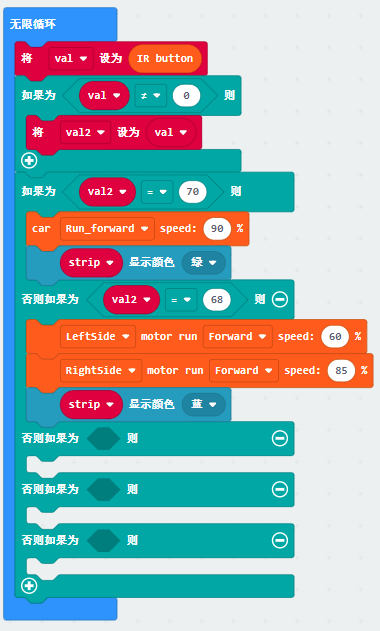 无限循环
将 val 设为 IR button
如果为 val ≠ 0 则
将 val2 设为 val
如果为 val2 = 70 则
car Run_forward speed: 90 %
strip 显示颜色 绿
否则如果为 val2 = 68 则
LeftSide motor run Forward speed: 60 %
RightSide motor run Forward speed: 85 %
strip 显示颜色 蓝
否则如果为 则
否则如果为 则
否则如果为 则